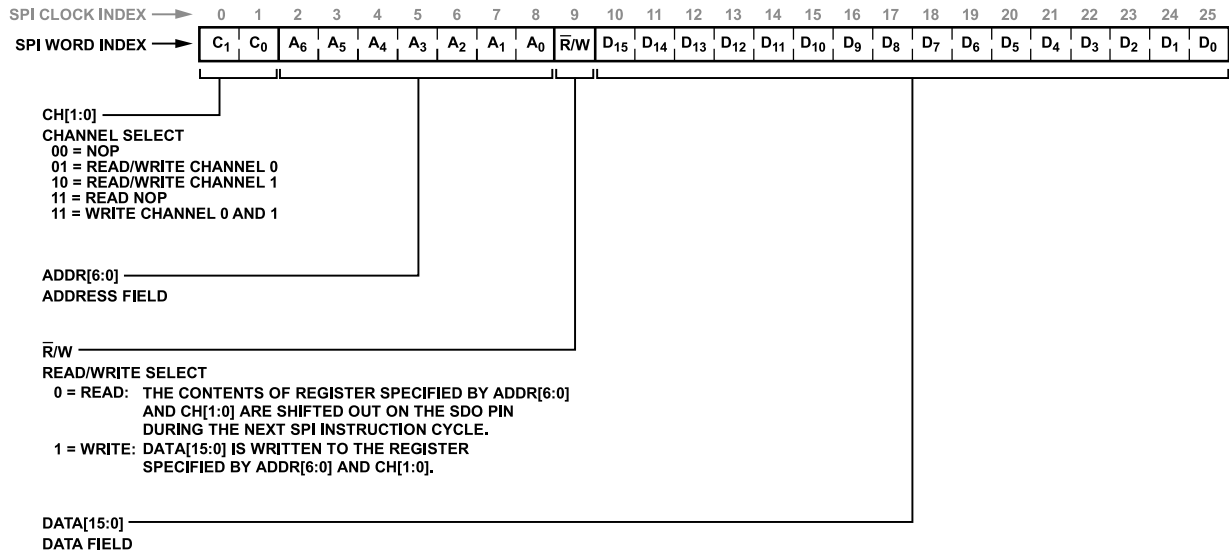 SPI CLOCK INDEX 0 1 2 3 4 5 6 7 8 9 10 11 12 13 14 15 16 17 18 19 20 21 22 23 24 25
SPI WORD INDEX C1 C0 A6 A5 A4 A3 A2 A1 A0 R̅/W D15 D14 D13 D12 D11 D10 D9 D8 D7 D6 D5 D4 D3 D2 D1 D0
CH[1:0]
CHANNEL SELECT
00 = NOP
01 = READ/WRITE CHANNEL 0
10 = READ/WRITE CHANNEL 1
11 = READ NOP
11 = WRITE CHANNEL 0 AND 1
ADDR[6:0]
ADDRESS FIELD
R̅/W
READ/WRITE SELECT
0 = READ: THE CONTENTS OF REGISTER SPECIFIED BY ADDR[6:0]
AND CH[1:0] ARE SHIFTED OUT ON THE SDO PIN
DURING THE NEXT SPI INSTRUCTION CYCLE.
1 = WRITE: DATA[15:0] IS WRITTEN TO THE REGISTER
SPECIFIED BY ADDR[6:0] AND CH[1:0].
DATA[15:0]
DATA FIELD